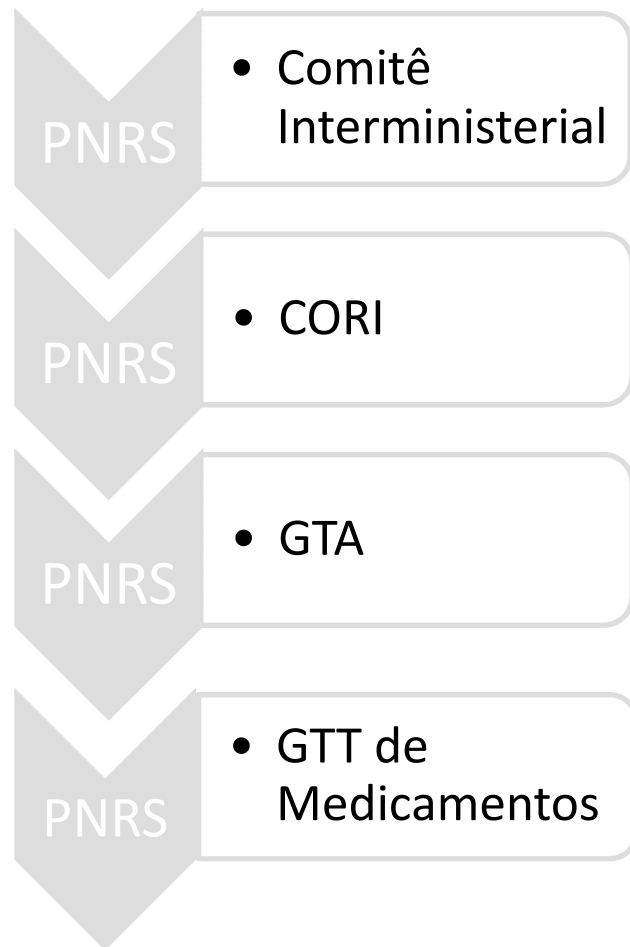 PNRS
• Comitê
Interministerial
PNRS
• CORI
PNRS
• GTA
PNRS
• GTT de
Medicamentos